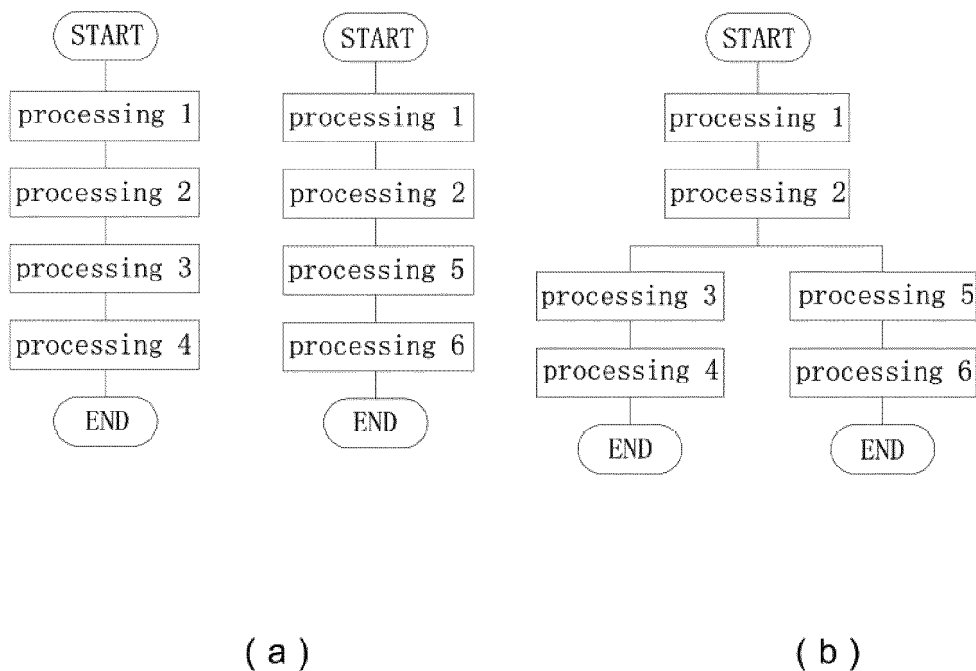 START
processing 1
processing 2
processing 3
processing 4
END
START
processing 1
processing 2
processing 5
processing 6
END
(a)
START
processing 1
processing 2
processing 3
processing 4
END
processing 5
processing 6
END
(b)